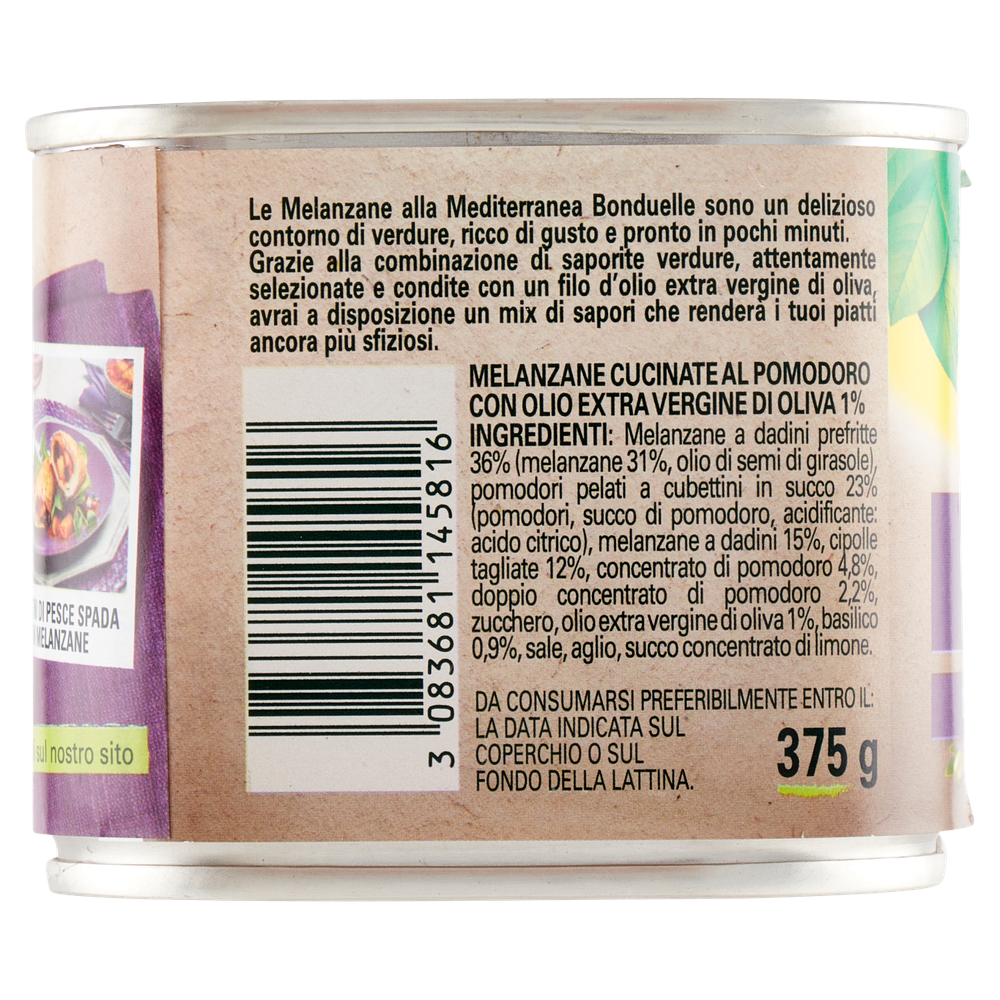 Le Melanzane alla Mediterranea Bonduelle sono un delizioso
contorno di verdure, ricco di gusto e pronto in pochi minuti.
Grazie alla combinazione di saporite verdure, attentamente
selezionate e condite con un filo d'olio extra vergine di oliva,
avrai a disposizione un mix di sapori che renderà i tuoi piatti
ancora più sfiziosi.
MELANZANE CUCINATE AL POMODORO
CON OLIO EXTRA VERGINE DI OLIVA 1%
INGREDIENTI: Melanzane a dadini prefritte
36% (melanzane 31%, olio di semi di girasole),
pomodori pelati a cubettini in succo 23%
(pomodori, succo di pomodoro, acidificante:
acido citrico), melanzane a dadini 15%, cipolle
tagliate 12%, concentrato di pomodoro 4,8%,
doppio concentrato di pomodoro 2,2%,
zucchero, olio extra vergine di oliva 1%, basilico
0,9%, sale, aglio, succo concentrato di limone.
DA CONSUMARSI PREFERIBILMENTE ENTRO IL:
LA DATA INDICATA SUL
COPERCHIO O SUL
FONDO DELLA LATTINA.
375 g
3 083681 145816
DI PESCE SPADA
MELANZANE
sul nostro sito